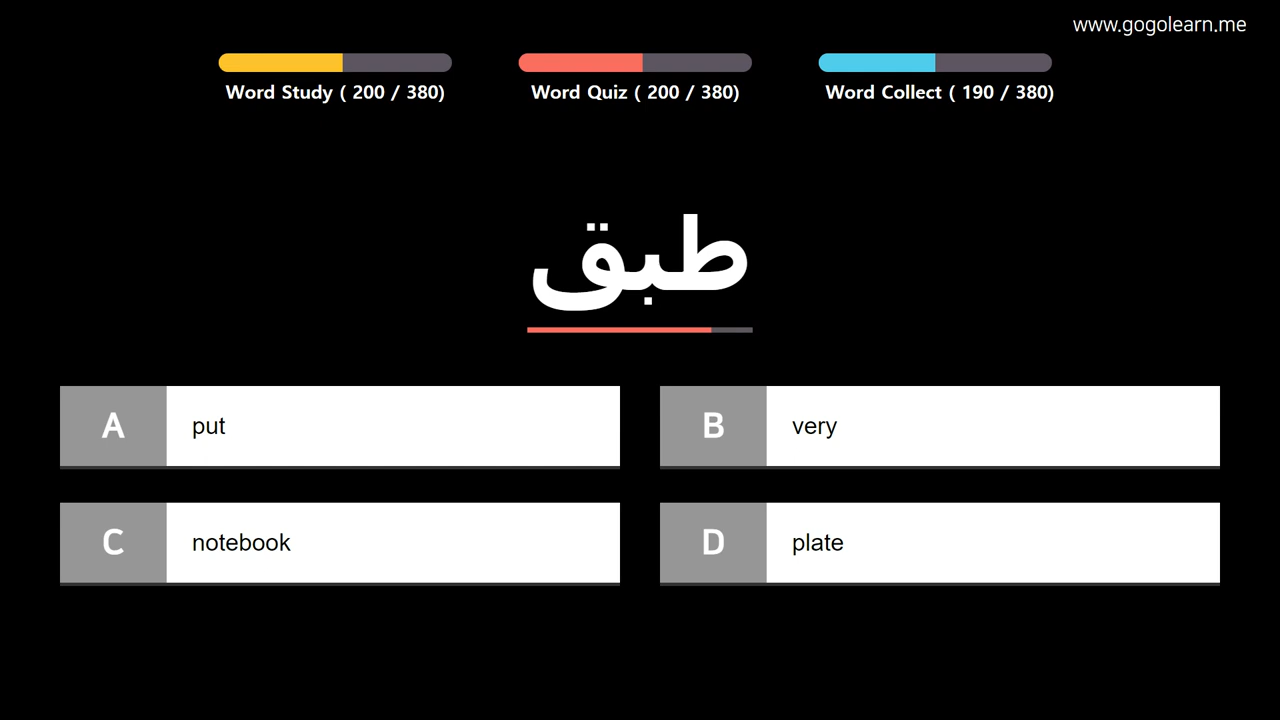 www.gogolearn.me
Word Study ( 200 / 380)
Word Quiz ( 200 / 380)
Word Collect ( 190 / 380)
طبق
A put
B very
C notebook
D plate